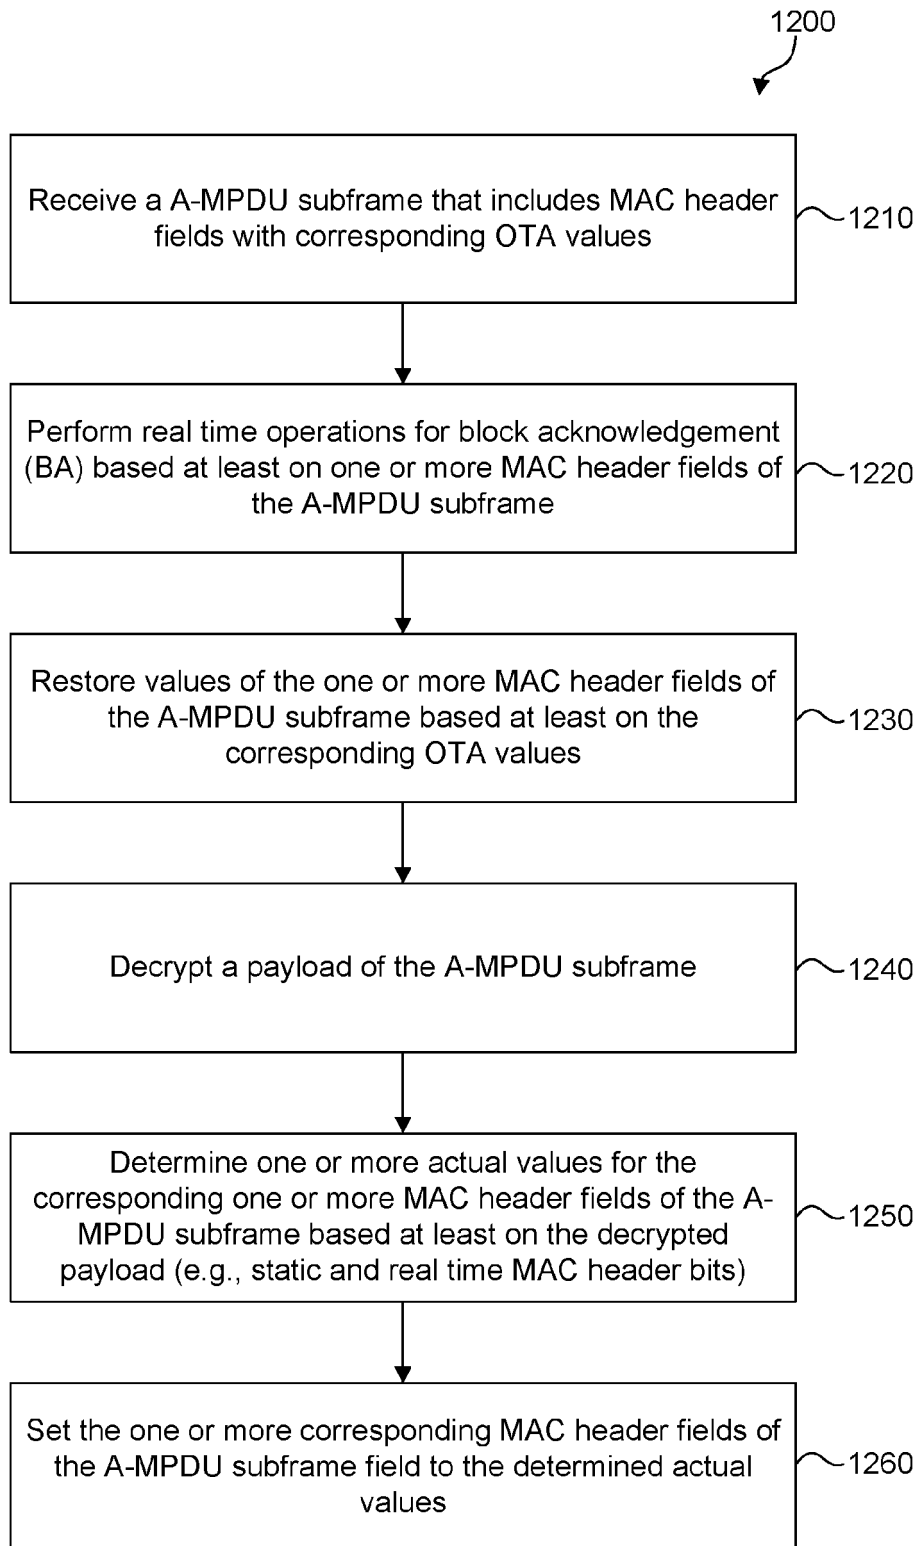 1200
Receive a A-MPDU subframe that includes MAC header
fields with corresponding OTA values
1210
Perform real time operations for block acknowledgement
(BA) based at least on one or more MAC header fields of
the A-MPDU subframe
1220
Restore values of the one or more MAC header fields of
the A-MPDU subframe based at least on the
corresponding OTA values
1230
Decrypt a payload of the A-MPDU subframe
1240
Determine one or more actual values for the
corresponding one or more MAC header fields of the A-
MPDU subframe based at least on the decrypted
payload (e.g., static and real time MAC header bits)
1250
Set the one or more corresponding MAC header fields of
the A-MPDU subframe field to the determined actual
values
1260